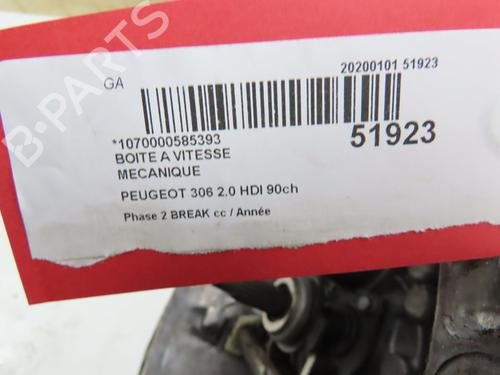 GA
20200101 51923
*1070000585393
51923
BOITE A VITESSE
MECANIQUE
PEUGEOT 306 2.0 HDI 90ch
Phase 2 BREAK cc / Année
B-PARTS